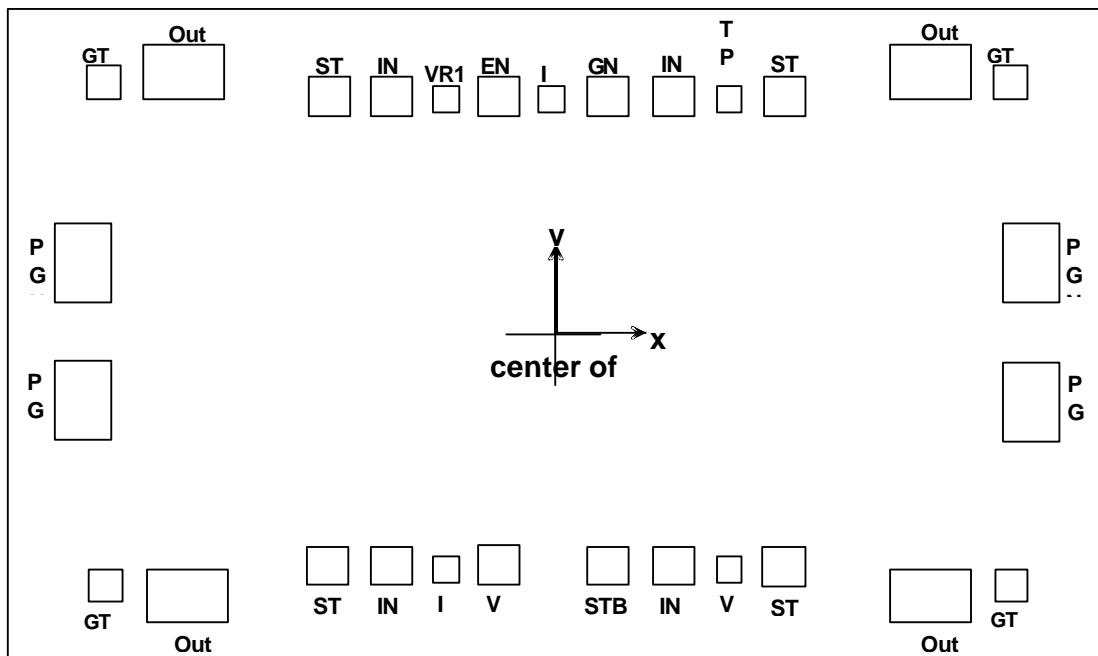 GT Out ST IN VR1 EN I GN IN T P ST Out GT
P G
P G
y
x
center of
P G
P G
ST IN I V STB IN V ST
GT Out Out GT